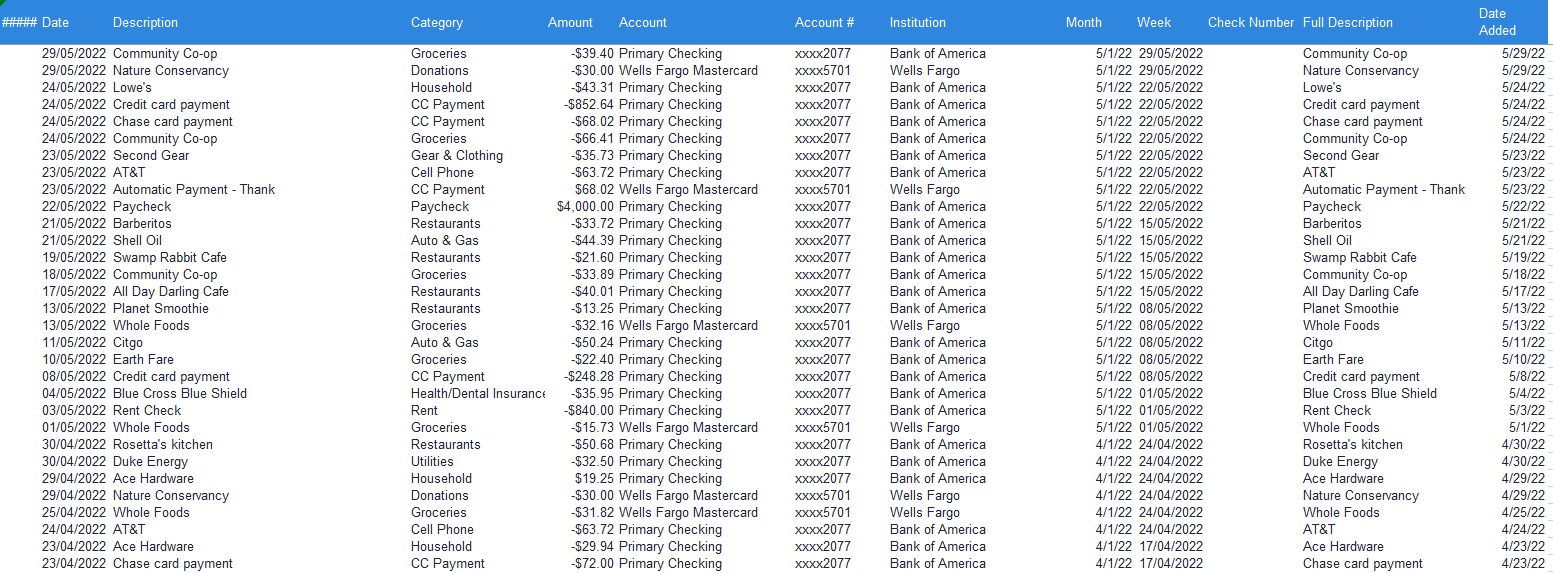 ##### Date Description Category Amount Account Account # Institution Month Week Check Number Full Description Date Added
29/05/2022 Community Co-op Groceries -$39.40 Primary Checking xxxx2077 Bank of America 5/1/22 29/05/2022 Community Co-op 5/29/22
29/05/2022 Nature Conservancy Donations -$30.00 Wells Fargo Mastercard xxxx5701 Wells Fargo 5/1/22 29/05/2022 Nature Conservancy 5/29/22
24/05/2022 Lowe's Household -$43.31 Primary Checking xxxx2077 Bank of America 5/1/22 22/05/2022 Lowe's 5/24/22
24/05/2022 Credit card payment CC Payment -$852.64 Primary Checking xxxx2077 Bank of America 5/1/22 22/05/2022 Credit card payment 5/24/22
24/05/2022 Chase card payment CC Payment -$68.02 Primary Checking xxxx2077 Bank of America 5/1/22 22/05/2022 Chase card payment 5/24/22
24/05/2022 Community Co-op Groceries -$66.41 Primary Checking xxxx2077 Bank of America 5/1/22 22/05/2022 Community Co-op 5/24/22
23/05/2022 Second Gear Gear & Clothing -$35.73 Primary Checking xxxx2077 Bank of America 5/1/22 22/05/2022 Second Gear 5/23/22
23/05/2022 AT&T Cell Phone -$63.72 Primary Checking xxxx2077 Bank of America 5/1/22 22/05/2022 AT&T 5/23/22
23/05/2022 Automatic Payment - Thank CC Payment $68.02 Wells Fargo Mastercard xxxx5701 Wells Fargo 5/1/22 22/05/2022 Automatic Payment - Thank 5/23/22
22/05/2022 Paycheck Paycheck $4,000.00 Primary Checking xxxx2077 Bank of America 5/1/22 22/05/2022 Paycheck 5/22/22
21/05/2022 Barberitos Restaurants -$33.72 Primary Checking xxxx2077 Bank of America 5/1/22 15/05/2022 Barberitos 5/21/22
21/05/2022 Shell Oil Auto & Gas -$44.39 Primary Checking xxxx2077 Bank of America 5/1/22 15/05/2022 Shell Oil 5/21/22
19/05/2022 Swamp Rabbit Cafe Restaurants -$21.60 Primary Checking xxxx2077 Bank of America 5/1/22 15/05/2022 Swamp Rabbit Cafe 5/19/22
18/05/2022 Community Co-op Groceries -$33.89 Primary Checking xxxx2077 Bank of America 5/1/22 15/05/2022 Community Co-op 5/18/22
17/05/2022 All Day Darling Cafe Restaurants -$40.01 Primary Checking xxxx2077 Bank of America 5/1/22 15/05/2022 All Day Darling Cafe 5/17/22
13/05/2022 Planet Smoothie Restaurants -$13.25 Primary Checking xxxx2077 Bank of America 5/1/22 08/05/2022 Planet Smoothie 5/13/22
13/05/2022 Whole Foods Groceries -$32.16 Wells Fargo Mastercard xxxx5701 Wells Fargo 5/1/22 08/05/2022 Whole Foods 5/13/22
11/05/2022 Citgo Auto & Gas -$50.24 Primary Checking xxxx2077 Bank of America 5/1/22 08/05/2022 Citgo 5/11/22
10/05/2022 Earth Fare Groceries -$22.40 Primary Checking xxxx2077 Bank of America 5/1/22 08/05/2022 Earth Fare 5/10/22
08/05/2022 Credit card payment CC Payment -$248.28 Primary Checking xxxx2077 Bank of America 5/1/22 08/05/2022 Credit card payment 5/8/22
04/05/2022 Blue Cross Blue Shield Health/Dental Insurance -$35.95 Primary Checking xxxx2077 Bank of America 5/1/22 01/05/2022 Blue Cross Blue Shield 5/4/22
03/05/2022 Rent Check Rent -$840.00 Primary Checking xxxx2077 Bank of America 5/1/22 01/05/2022 Rent Check 5/3/22
01/05/2022 Whole Foods Groceries -$15.73 Wells Fargo Mastercard xxxx5701 Wells Fargo 5/1/22 01/05/2022 Whole Foods 5/1/22
30/04/2022 Rosetta's kitchen Restaurants -$50.68 Primary Checking xxxx2077 Bank of America 4/1/22 24/04/2022 Rosetta's kitchen 4/30/22
30/04/2022 Duke Energy Utilities -$32.50 Primary Checking xxxx2077 Bank of America 4/1/22 24/04/2022 Duke Energy 4/30/22
29/04/2022 Ace Hardware Household $19.25 Primary Checking xxxx2077 Bank of America 4/1/22 24/04/2022 Ace Hardware 4/29/22
29/04/2022 Nature Conservancy Donations -$30.00 Wells Fargo Mastercard xxxx5701 Wells Fargo 4/1/22 24/04/2022 Nature Conservancy 4/29/22
25/04/2022 Whole Foods Groceries -$31.82 Wells Fargo Mastercard xxxx5701 Wells Fargo 4/1/22 24/04/2022 Whole Foods 4/25/22
24/04/2022 AT&T Cell Phone -$63.72 Primary Checking xxxx2077 Bank of America 4/1/22 24/04/2022 AT&T 4/24/22
23/04/2022 Ace Hardware Household -$29.94 Primary Checking xxxx2077 Bank of America 4/1/22 17/04/2022 Ace Hardware 4/23/22
23/04/2022 Chase card payment CC Payment -$72.00 Primary Checking xxxx2077 Bank of America 4/1/22 17/04/2022 Chase card payment 4/23/22